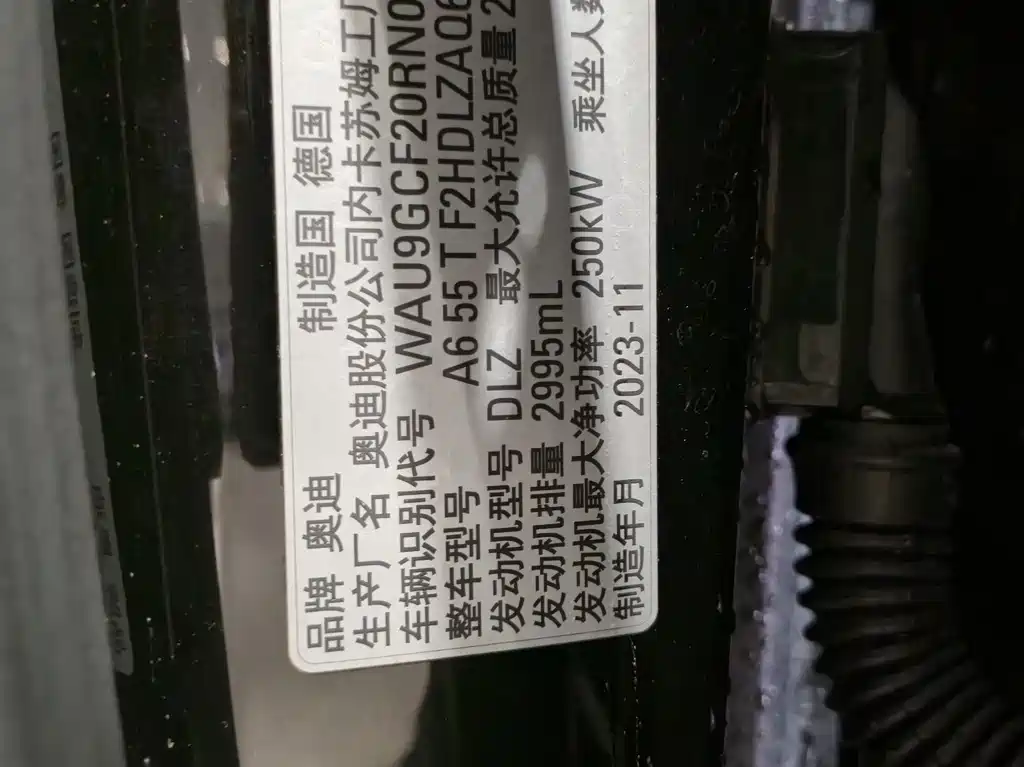 品牌 奥迪 制造国 德国
生产厂名 奥迪股份公司内卡苏姆工厂
车辆识别代号 WAU9GCF20RN0
整车型号 A6 55 T F2HDLZAQ6
发动机型号 DLZ 最大允许总质量 2
发动机排量 2995mL
发动机最大净功率 250kW 乘坐人数
制造年月 2023-11